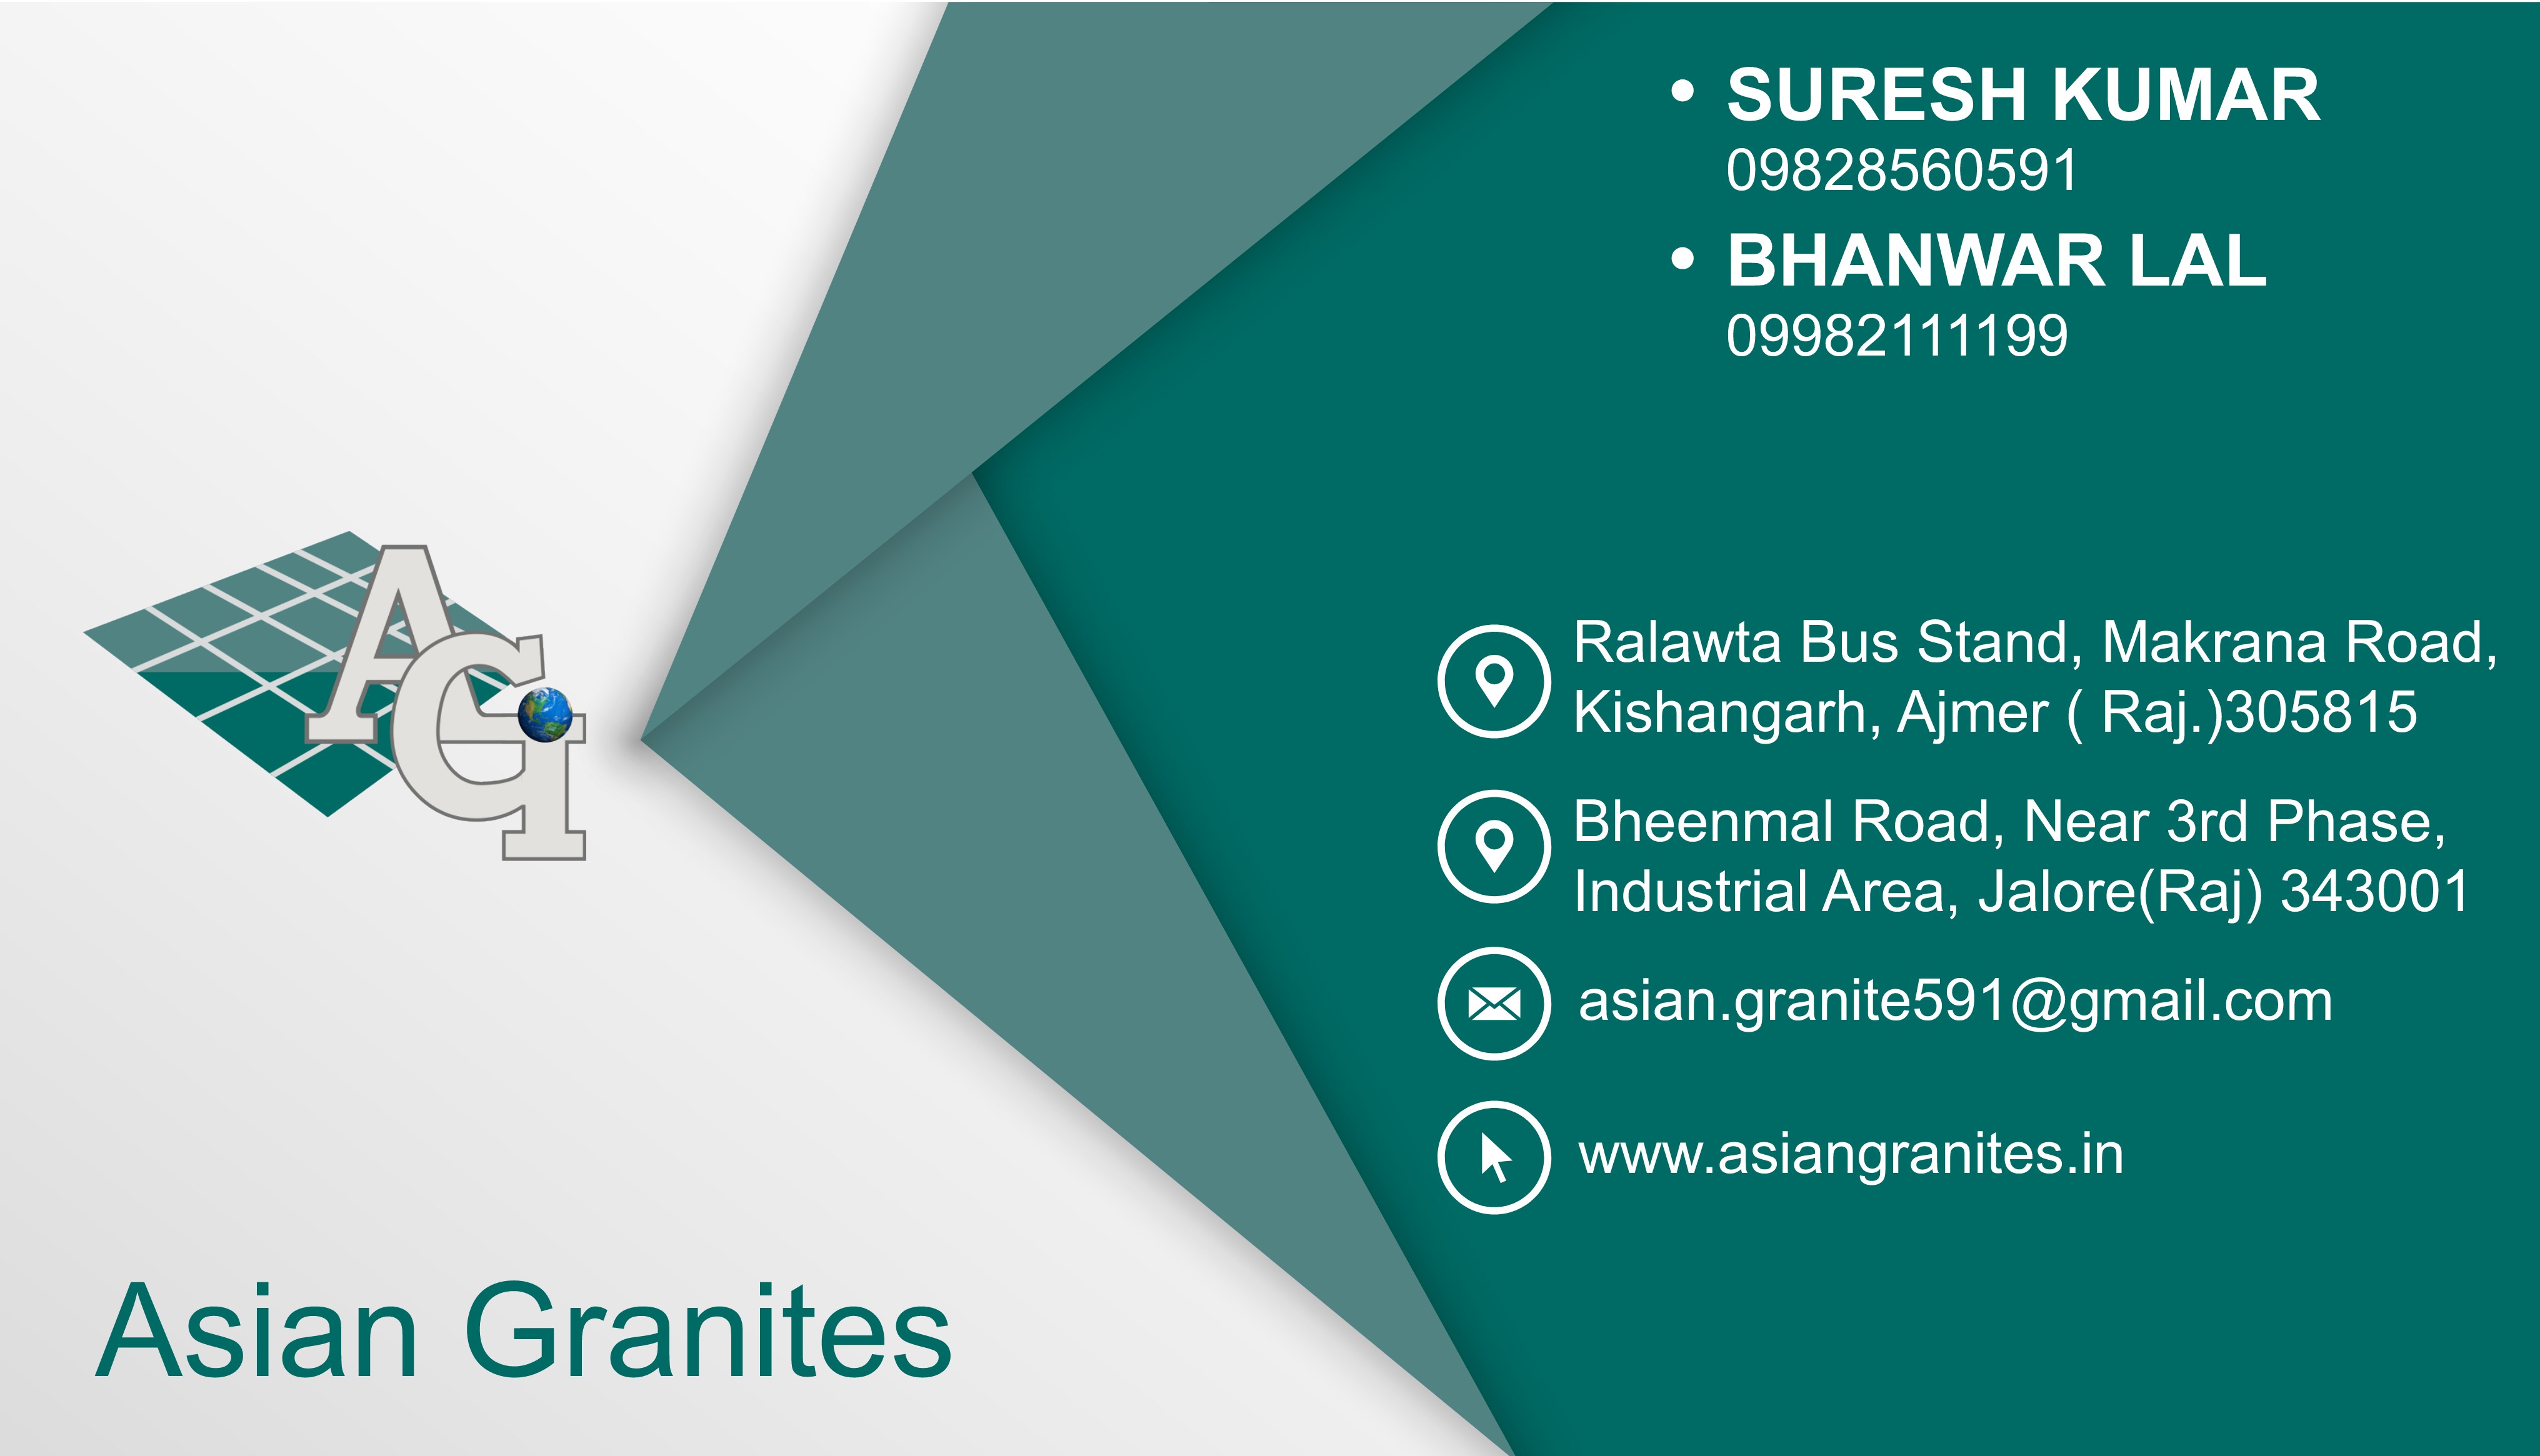 • SURESH KUMAR
09828560591
• BHANWAR LAL
09982111199
AGi
Ralawta Bus Stand, Makrana Road,
Kishangarh, Ajmer ( Raj.)305815
Bheenmal Road, Near 3rd Phase,
Industrial Area, Jalore(Raj) 343001
asian.granite591@gmail.com
www.asiangranites.in
Asian Granites